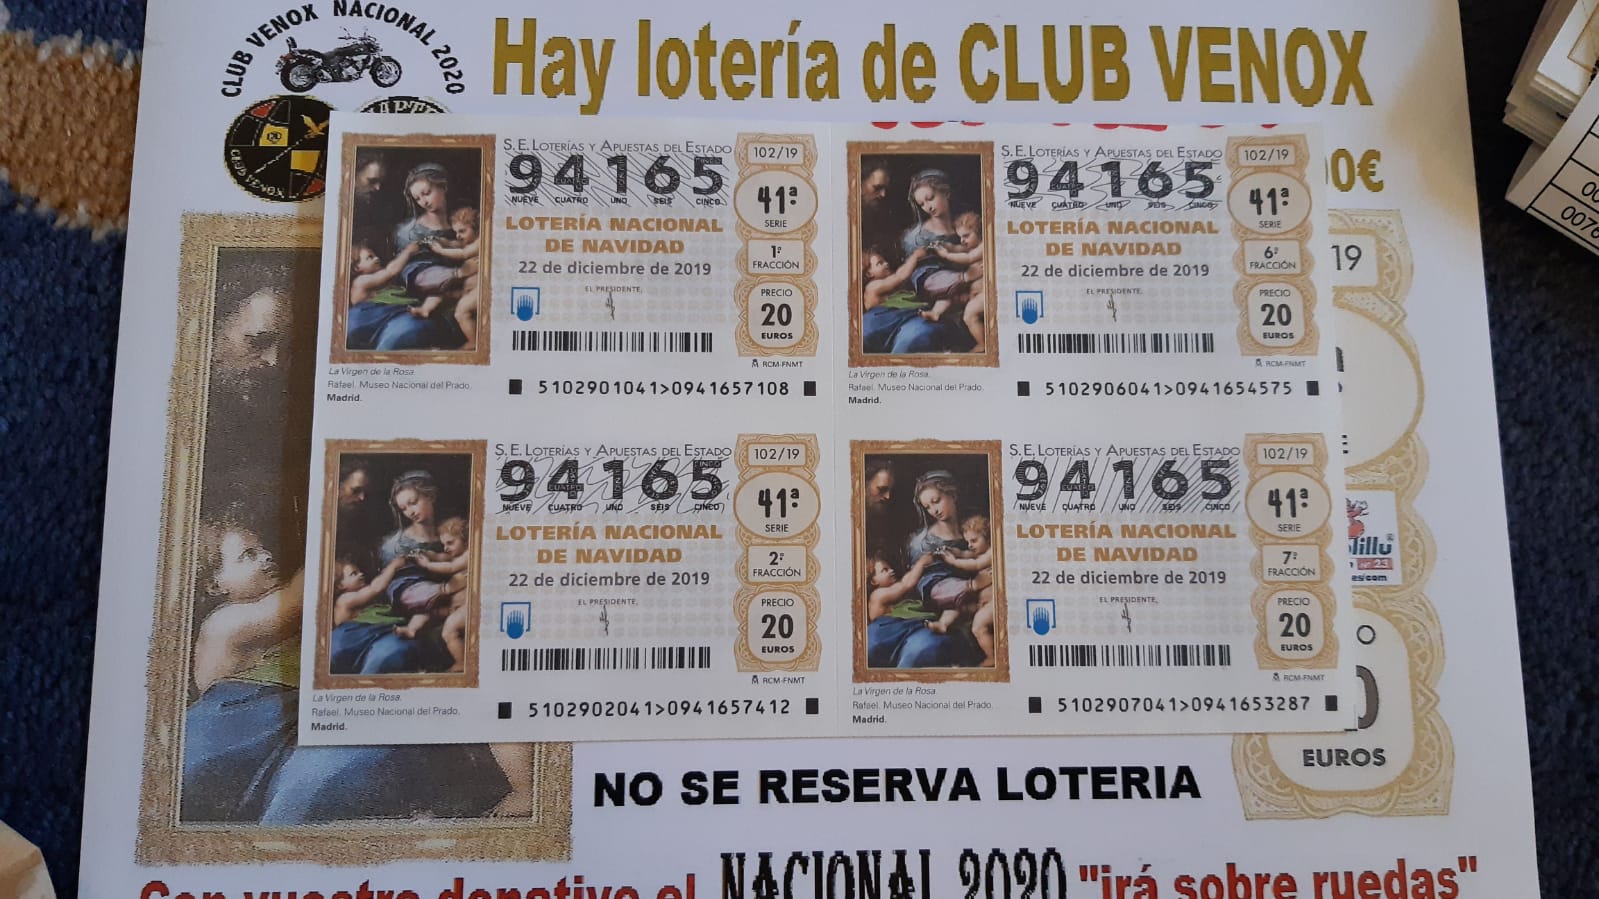 CLUB VENOX NACIONAL 2020
Hay lotería de CLUB VENOX
CLUB VENOX
00€
S.E. LOTERÍAS Y APUESTAS DEL ESTADO
94165
NUEVE CUATRO UNO SEIS CINCO
LOTERÍA NACIONAL
DE NAVIDAD
22 de diciembre de 2019
EL PRESIDENTE,
102/19
41ª
SERIE
1ª
FRACCIÓN
PRECIO
20
EUROS
RCM-FNMT
La Virgen de la Rosa.
Rafael. Museo Nacional del Prado.
Madrid.
5102901041>0941657108
S.E. LOTERÍAS Y APUESTAS DEL ESTADO
94165
NUEVE CUATRO UNO SEIS CINCO
LOTERÍA NACIONAL
DE NAVIDAD
22 de diciembre de 2019
EL PRESIDENTE,
102/19
41ª
SERIE
6ª
FRACCIÓN
PRECIO
20
EUROS
RCM-FNMT
La Virgen de la Rosa.
Rafael. Museo Nacional del Prado.
Madrid.
5102906041>0941654575
S.E. LOTERÍAS Y APUESTAS DEL ESTADO
94165
NUEVE CUATRO UNO SEIS CINCO
LOTERÍA NACIONAL
DE NAVIDAD
22 de diciembre de 2019
EL PRESIDENTE,
102/19
41ª
SERIE
2ª
FRACCIÓN
PRECIO
20
EUROS
RCM-FNMT
La Virgen de la Rosa.
Rafael. Museo Nacional del Prado.
Madrid.
5102902041>0941657412
S.E. LOTERÍAS Y APUESTAS DEL ESTADO
94165
NUEVE CUATRO UNO SEIS CINCO
LOTERÍA NACIONAL
DE NAVIDAD
22 de diciembre de 2019
EL PRESIDENTE,
102/19
41ª
SERIE
7ª
FRACCIÓN
PRECIO
20
EUROS
RCM-FNMT
La Virgen de la Rosa.
Rafael. Museo Nacional del Prado.
Madrid.
5102907041>0941653287
19
Nº 23
EUROS
NO SE RESERVA LOTERIA
Con vuestro donativo el NACIONAL 2020 "irá sobre ruedas"